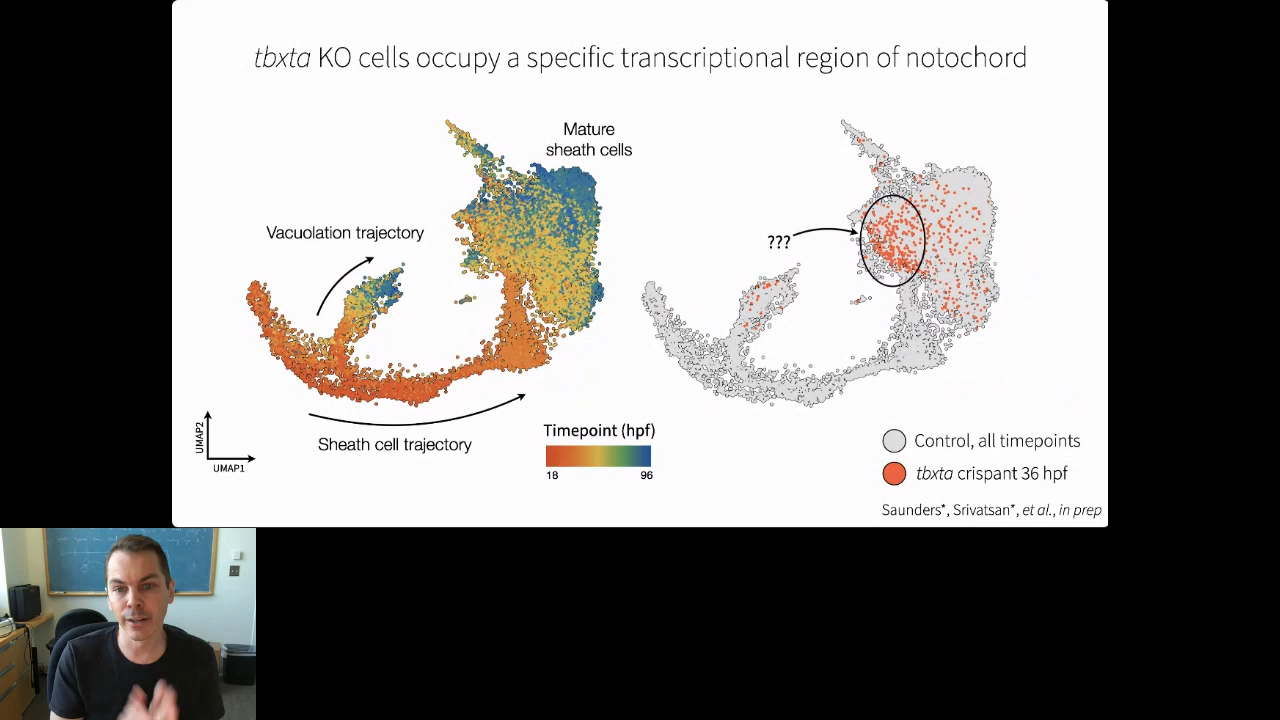 tbxta KO cells occupy a specific transcriptional region of notochord
Mature
sheath cells
Vacuolation trajectory
Sheath cell trajectory
UMAP2
UMAP1
Timepoint (hpf)
18 96
???
Control, all timepoints
tbxta crispant 36 hpf
Saunders*, Srivatsan*, et al., in prep